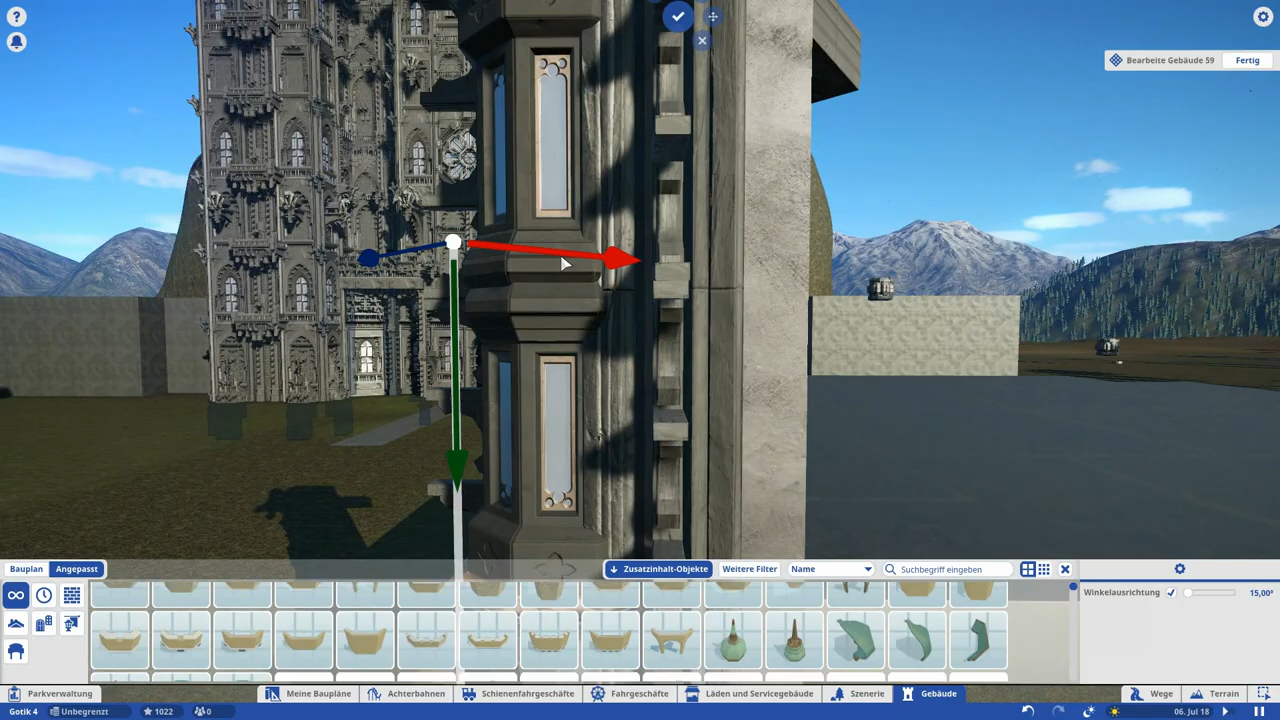 ?
Bearbeite Gebäude 59 Fertig
Bauplan Angepasst Zusatzinhalt-Objekte Weitere Filter Name Suchbegriff eingeben
Winkelausrichtung 15,00°
Parkverwaltung Meine Baupläne Achterbahnen Schienenfahrgeschäfte Fahrgeschäfte Läden und Servicegebäude Szenerie Gebäude Wege Terrain
Gotik 4 Unbegrenzt 1022 0 06. Jul 18